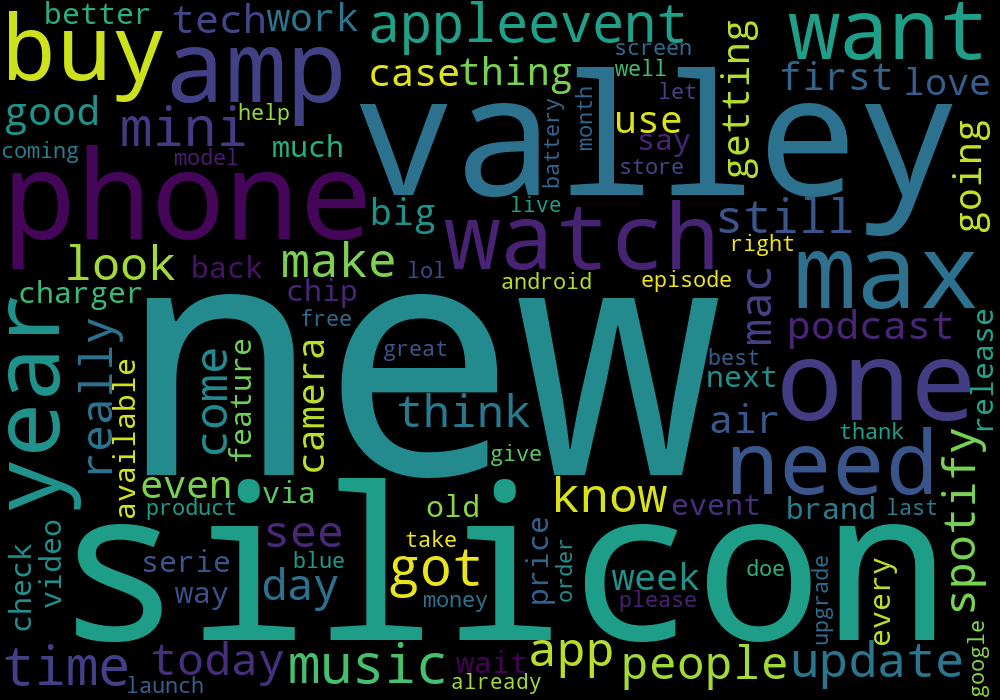 better
tech
work
appleevent
want
buy
amp
case
thing
screen
well
let
first
love
good
mini
help
much
coming
model
valley
battery
month
use
say
store
getting
going
phone
big
live
watch
still
right
look
back
make
lol
android
episode
max
mac
charger
chip
free
podcast
year
really
new
great
best
next
one
release
available
come
feature
camera
think
air
thank
give
need
even
via
old
know
event
brand
last
spotify
product
silicon
see
take
got
price
order
check
video
serie
blue
way
day
money
week
please
doe
upgrade
every
time
today
launch
music
wait
already
app
people
update
google